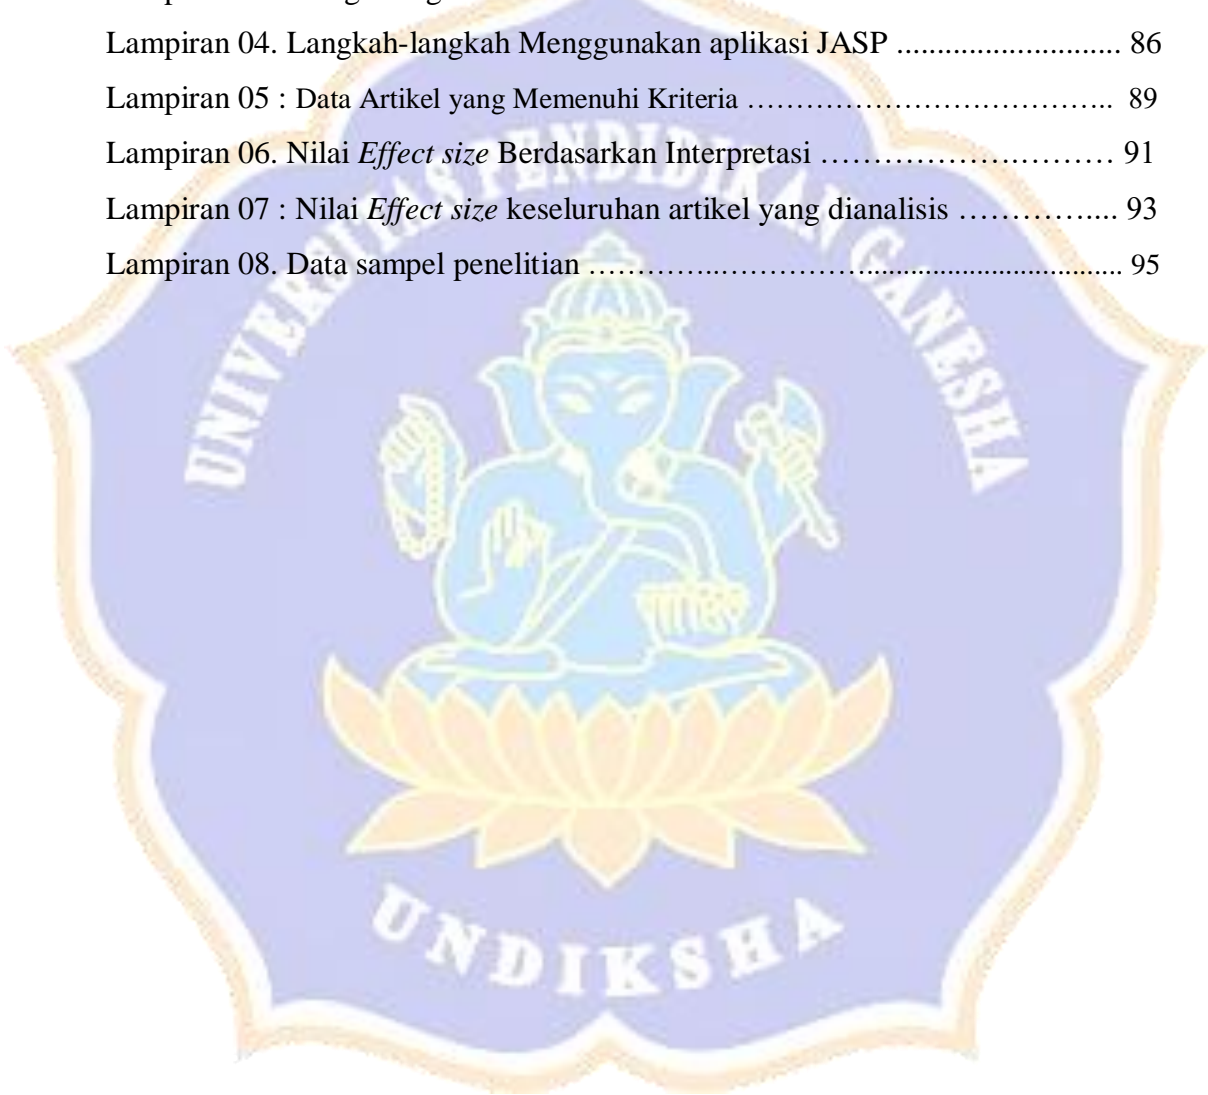 Lampiran 04. Langkah-langkah Menggunakan aplikasi JASP ........................... 86
Lampiran 05 : Data Artikel yang Memenuhi Kriteria ………………………………….. 89
Lampiran 06. Nilai Effect size Berdasarkan Interpretasi ………………………… 91
Lampiran 07 : Nilai Effect size keseluruhan artikel yang dianalisis ………….... 93
Lampiran 08. Data sampel penelitian …………..……………................................ 95
UNIVERSITAS PENDIDIKAN GANESHA
UNDIKSHA